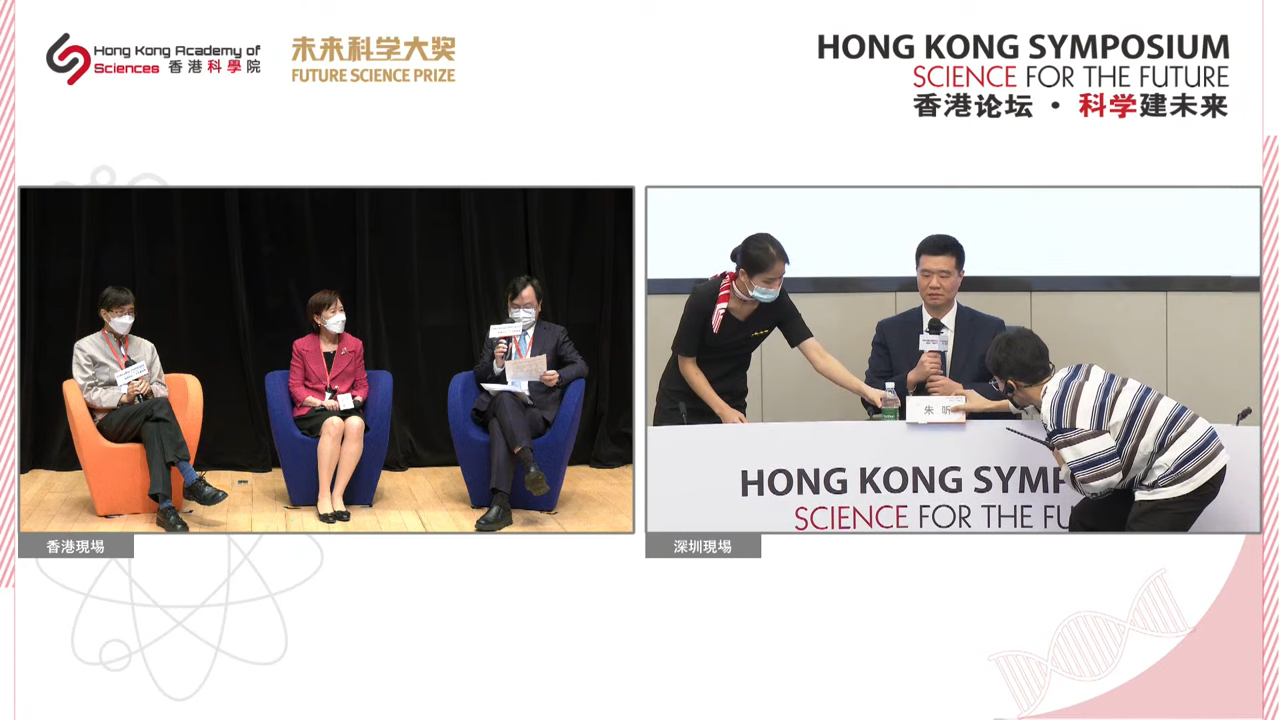 Hong Kong Academy of
Sciences 香港科學院
未来科学大奖
FUTURE SCIENCE PRIZE
HONG KONG SYMPOSIUM
SCIENCE FOR THE FUTURE
香港论坛 · 科学建未来
朱 听
HONG KONG SYMP
SCIENCE FOR THE FU
香港現場
深圳現場